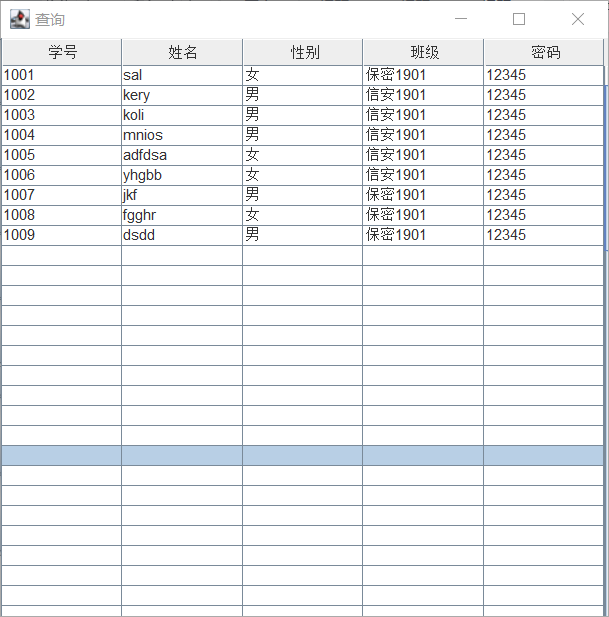 查询
学号 姓名 性别 班级 密码
1001 sal 女 保密1901 12345
1002 kery 男 信安1901 12345
1003 koli 男 信安1901 12345
1004 mnios 男 信安1901 12345
1005 adfdsa 女 信安1901 12345
1006 yhgbb 女 信安1901 12345
1007 jkf 男 保密1901 12345
1008 fgghr 女 保密1901 12345
1009 dsdd 男 保密1901 12345